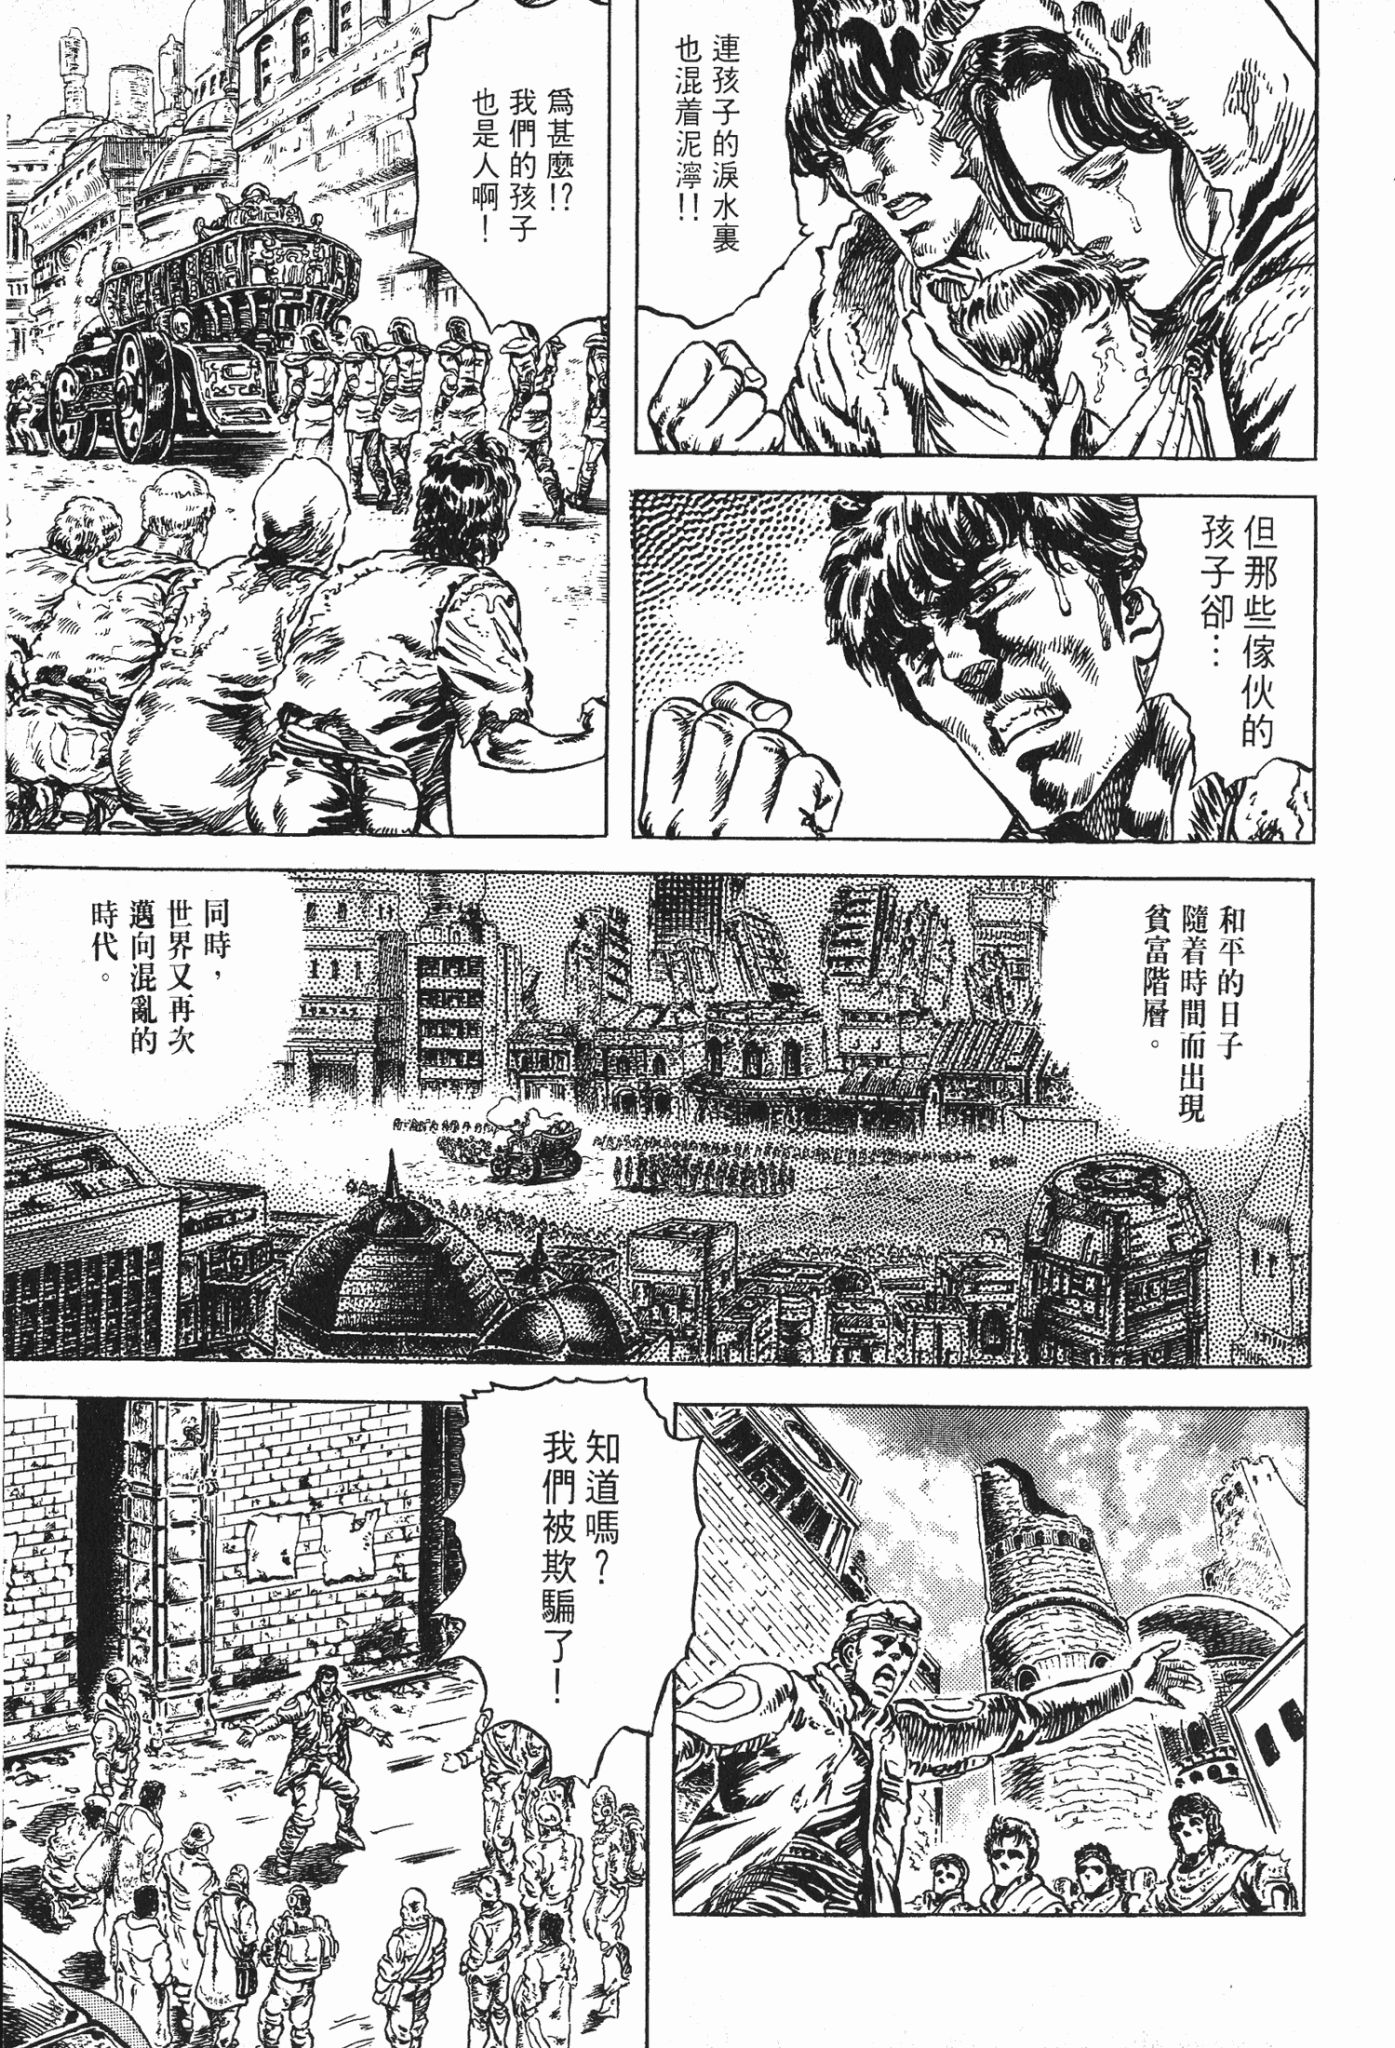 連孩子的淚水裏
也混着泥濘!!
但那些傢伙的
孩子卻…
爲甚麼!?
我們的孩子
也是人啊！
和平的日子
隨着時間而出現
貧富階層。
同時，
世界又再次
邁向混亂的
時代。
知道嗎？
我們被欺騙了！